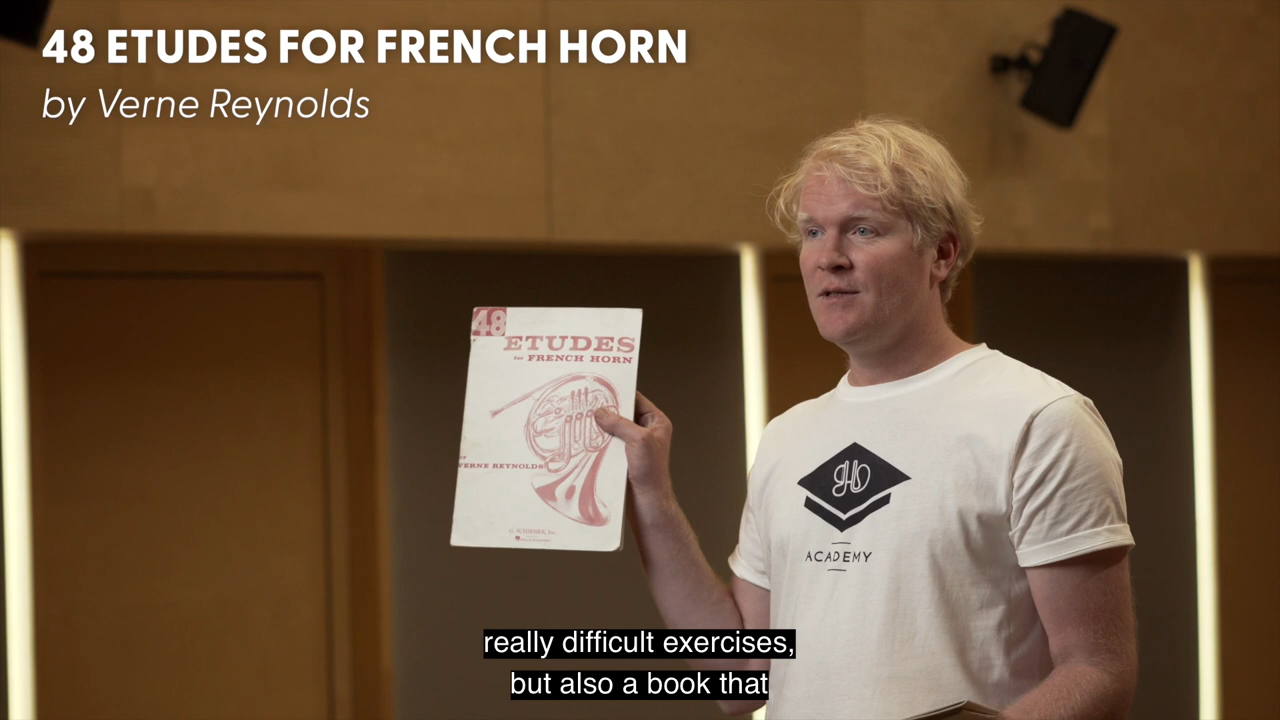 48 ETUDES FOR FRENCH HORN
by Verne Reynolds
48
ETUDES
for FRENCH HORN
BY
VERNE REYNOLDS
G. SCHIRMER, Inc.
ACADEMY
really difficult exercises,
but also a book that